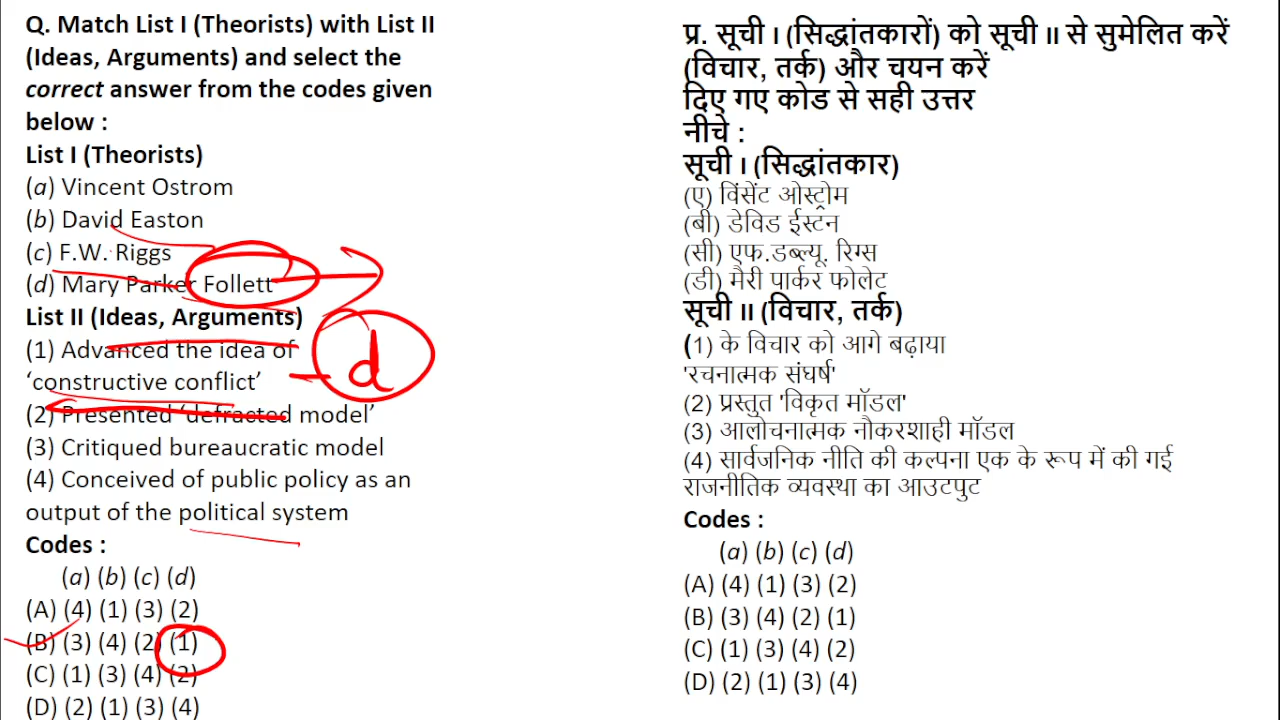 Q. Match List I (Theorists) with List II
(Ideas, Arguments) and select the
correct answer from the codes given
below :
List I (Theorists)
(a) Vincent Ostrom
(b) David Easton
(c) F.W. Riggs
(d) Mary Parker Follett
List II (Ideas, Arguments)
(1) Advanced the idea of
‘constructive conflict’
d
(2) Presented ‘defracted model’
(3) Critiqued bureaucratic model
(4) Conceived of public policy as an
output of the political system
Codes :
(a) (b) (c) (d)
(A) (4) (1) (3) (2)
(B) (3) (4) (2) (1)
(C) (1) (3) (4) (2)
(D) (2) (1) (3) (4)
प्र. सूची I (सिद्धांतकारों) को सूची II से सुमेलित करें
(विचार, तर्क) और चयन करें
दिए गए कोड से सही उत्तर
नीचे :
सूची I (सिद्धांतकार)
(ए) विंसेंट ओस्ट्रोम
(बी) डेविड ईस्टन
(सी) एफ.डब्ल्यू. रिग्स
(डी) मैरी पार्कर फोलेट
सूची II (विचार, तर्क)
(1) के विचार को आगे बढ़ाया
'रचनात्मक संघर्ष'
(2) प्रस्तुत 'विकृत मॉडल'
(3) आलोचनात्मक नौकरशाही मॉडल
(4) सार्वजनिक नीति की कल्पना एक के रूप में की गई
राजनीतिक व्यवस्था का आउटपुट
Codes :
(a) (b) (c) (d)
(A) (4) (1) (3) (2)
(B) (3) (4) (2) (1)
(C) (1) (3) (4) (2)
(D) (2) (1) (3) (4)